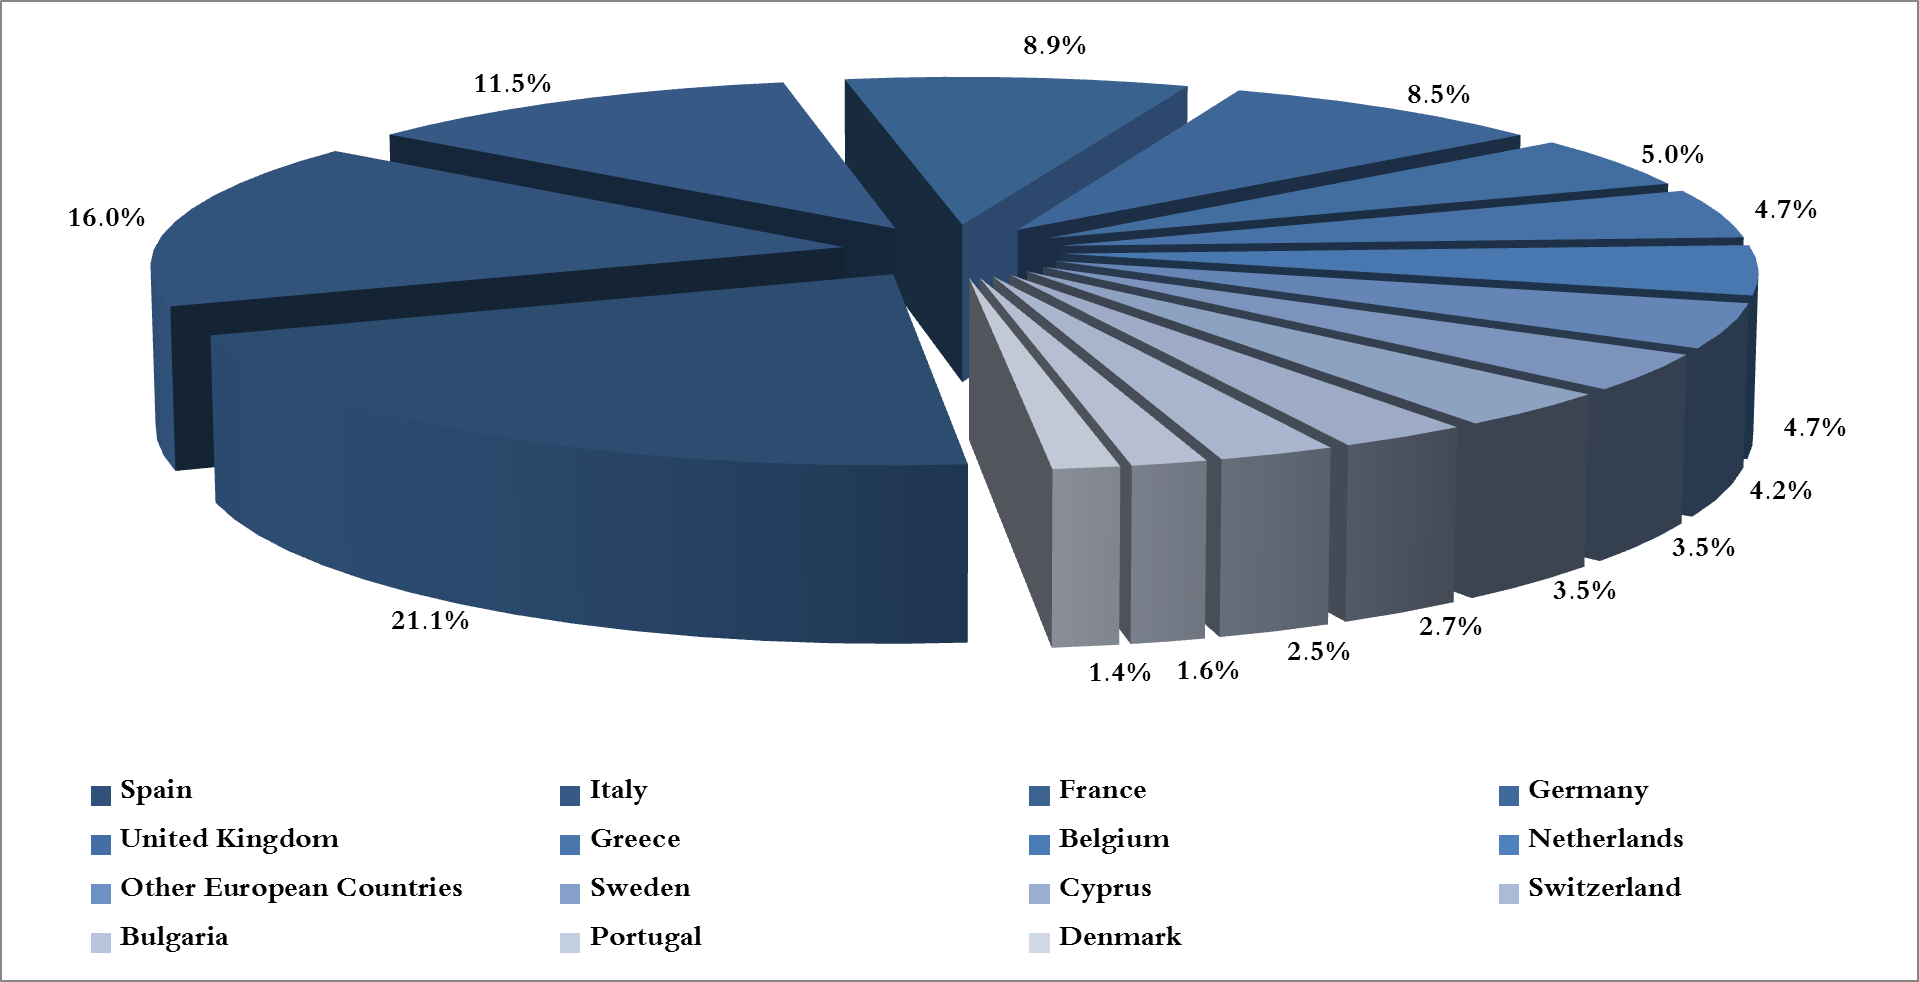 8.9%
11.5%
8.5%
5.0%
16.0%
4.7%
4.7%
4.2%
3.5%
3.5%
21.1%
2.7%
2.5%
1.4%
1.6%
Spain
Italy
France
Germany
United Kingdom
Greece
Belgium
Netherlands
Other European Countries
Sweden
Cyprus
Switzerland
Bulgaria
Portugal
Denmark